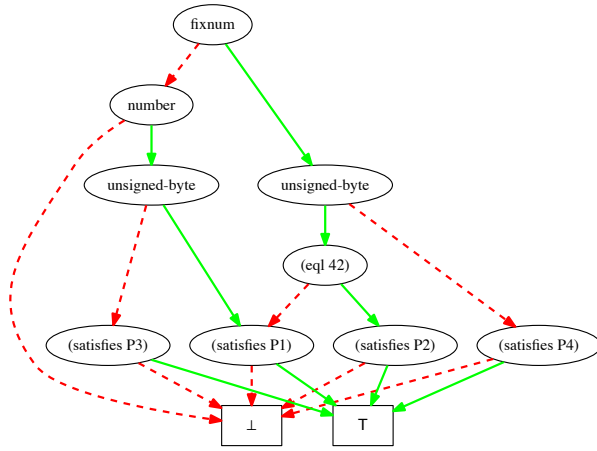 fixnum
number
unsigned-byte
unsigned-byte
(eql 42)
(satisfies P3)
(satisfies P1)
(satisfies P2)
(satisfies P4)
⊥
T